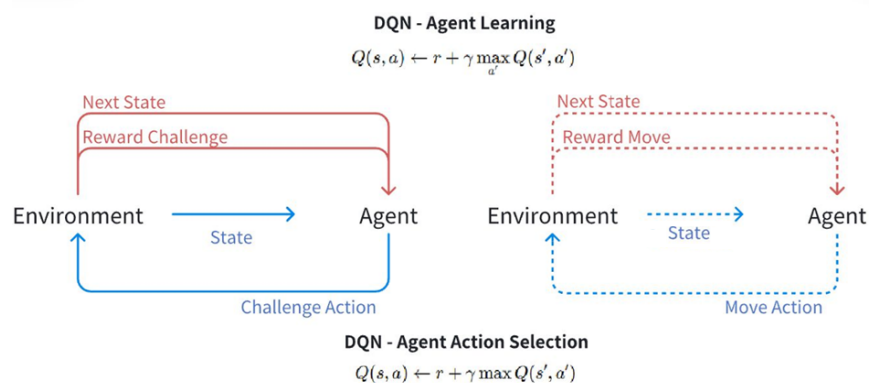 DQN - Agent Learning
Q(s, a) ← r + γ max_{a'} Q(s', a')
Next State
Reward Challenge
Environment
State
Agent
Challenge Action
Next State
Reward Move
Environment
State
Agent
Move Action
DQN - Agent Action Selection
Q(s, a) ← r + γ max Q(s', a')